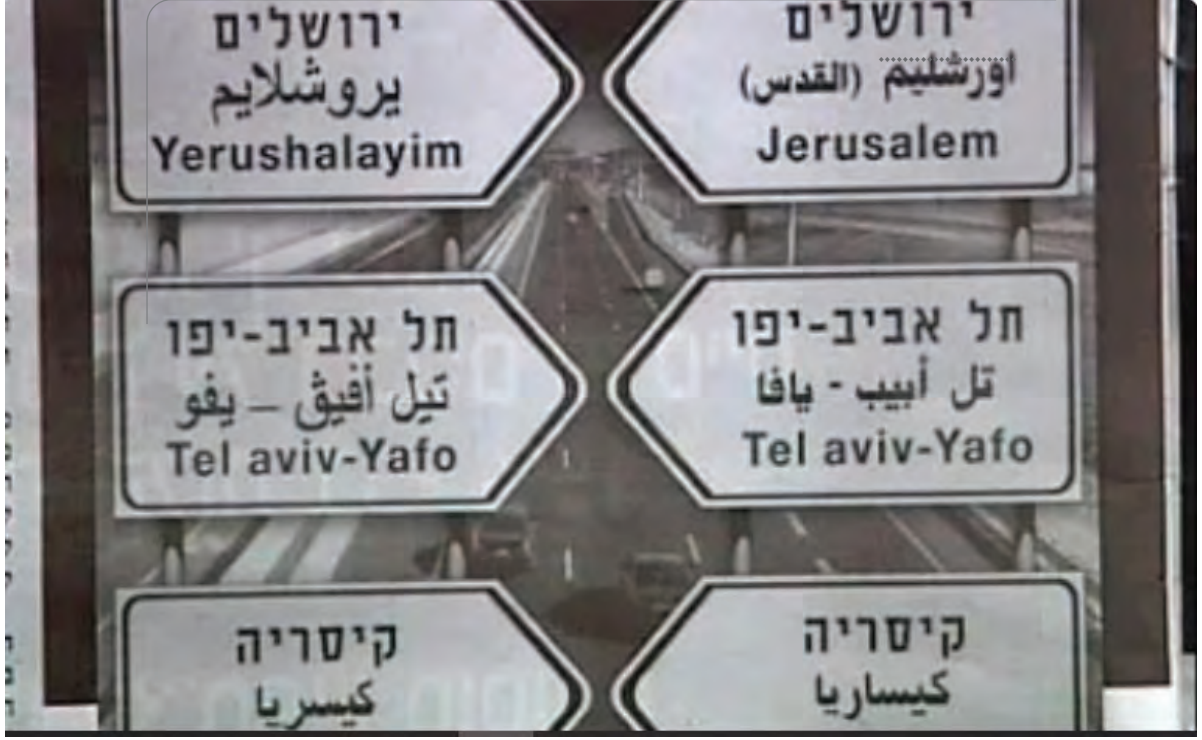 ירושלים
يروشلايم
Yerushalayim
ירושלים
اورشليم (القدس)
Jerusalem
תל אביב-יפו
تيل أفيڤ – يفو
Tel aviv-Yafo
תל אביב-יפו
تل أبيب - يافا
Tel aviv-Yafo
קיסריה
كيسريا
קיסריה
كيساريا